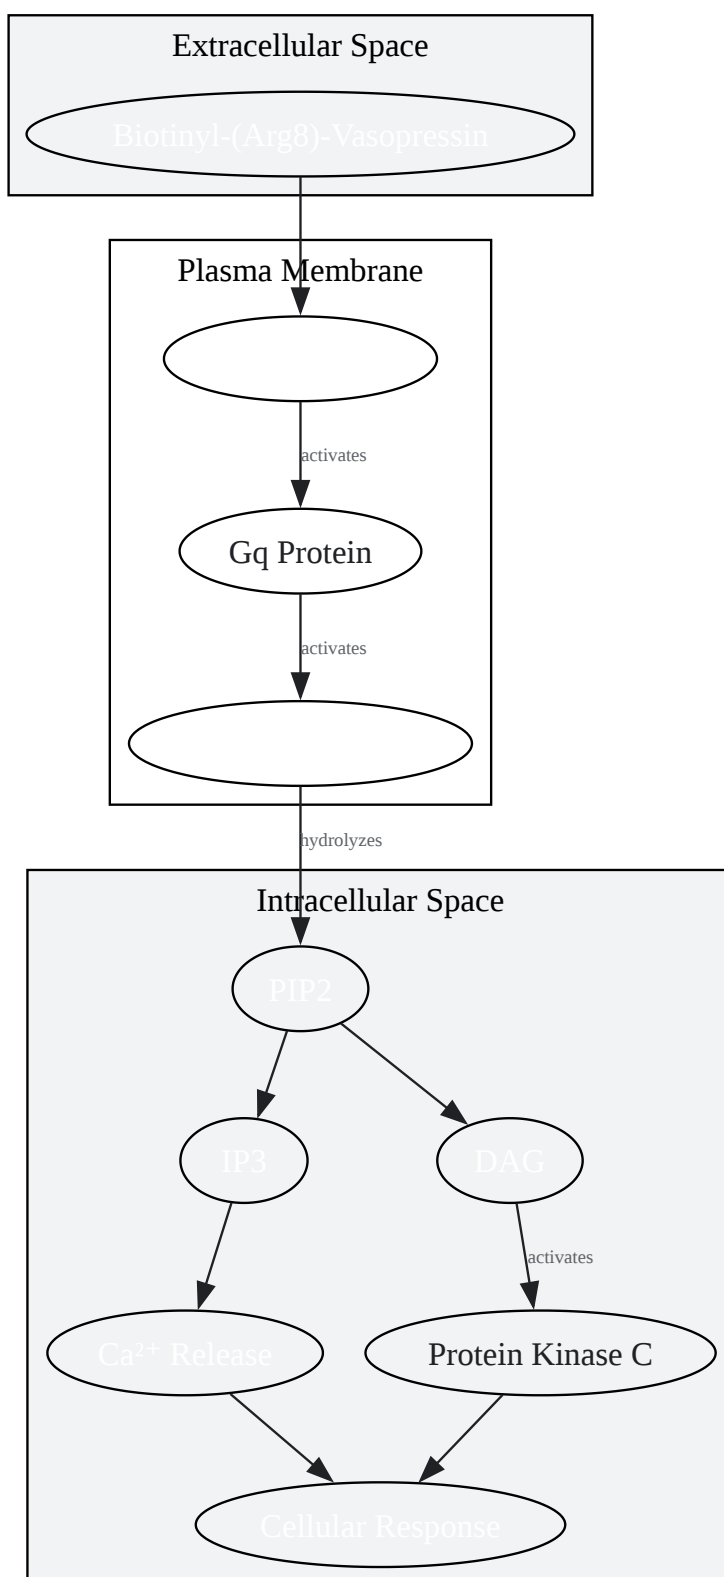 Extracellular Space
Biotinyl-(Arg8)-Vasopressin
Plasma Membrane
activates
Gq Protein
activates
hydrolyzes
Intracellular Space
PIP2
IP3
DAG
activates
Ca²⁺ Release
Protein Kinase C
Cellular Response